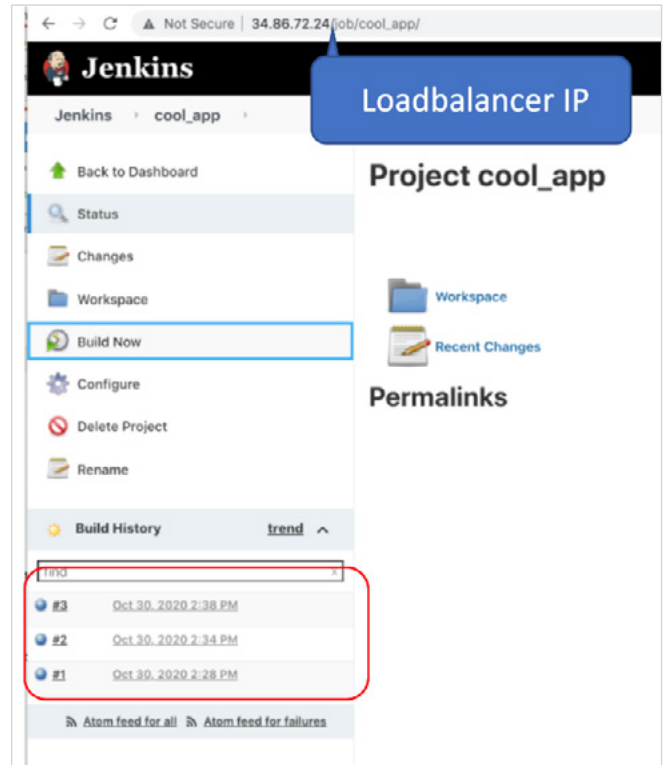 Not Secure | 34.86.72.24/job/cool_app/
Jenkins
Loadbalancer IP
Jenkins cool_app
Back to Dashboard
Project cool_app
Status
Changes
Workspace
Workspace
Build Now
Recent Changes
Configure
Permalinks
Delete Project
Rename
Build History trend
find x
#3 Oct 30, 2020 2:38 PM
#2 Oct 30, 2020 2:34 PM
#1 Oct 30, 2020 2:28 PM
Atom feed for all Atom feed for failures